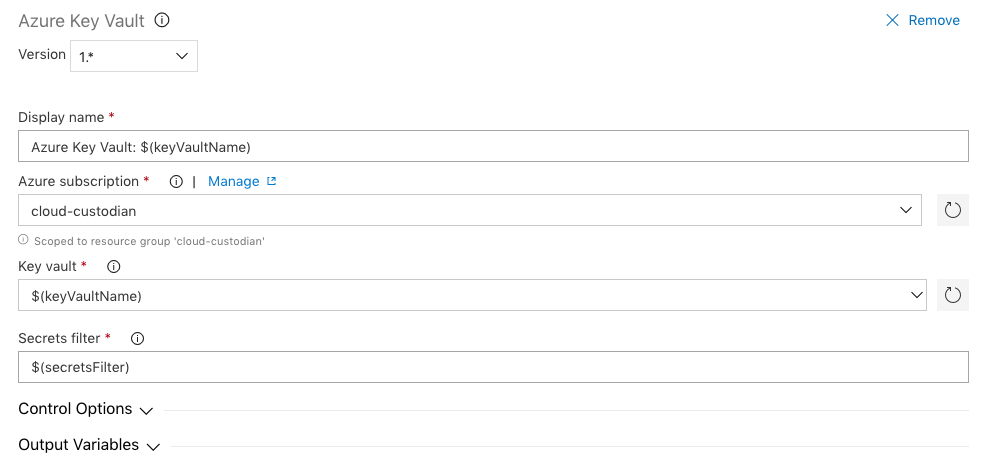 Azure Key Vault
Remove
Version 1.*
Display name *
Azure Key Vault: $(keyVaultName)
Azure subscription * | Manage
cloud-custodian
Scoped to resource group 'cloud-custodian'
Key vault *
$(keyVaultName)
Secrets filter *
$(secretsFilter)
Control Options
Output Variables